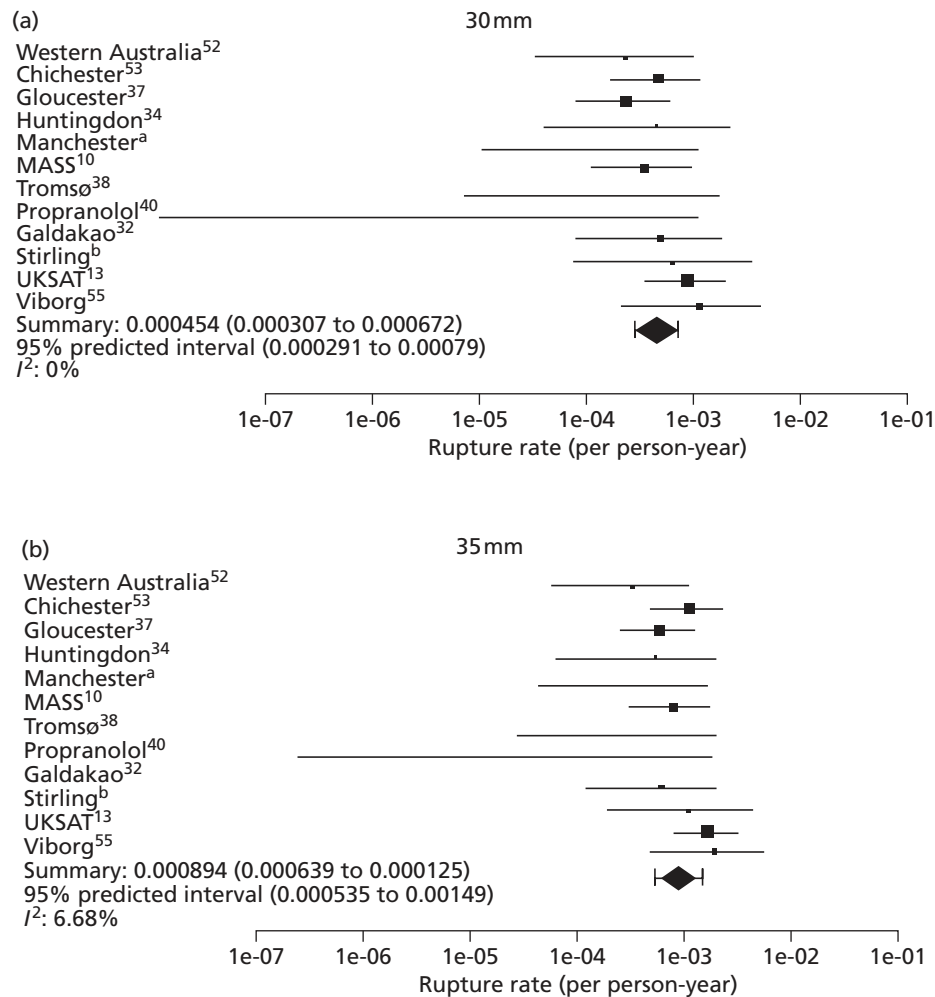 (a)
30 mm
Western Australia52
Chichester53
Gloucester37
Huntingdon34
Manchestera
MASS10
Tromsø38
Propranolol40
Galdakao32
Stirlingb
UKSAT13
Viborg55
Summary: 0.000454 (0.000307 to 0.000672)
95% predicted interval (0.000291 to 0.00079)
I2: 0%
1e-07 1e-06 1e-05 1e-04 1e-03 1e-02 1e-01
Rupture rate (per person-year)
(b)
35 mm
Western Australia52
Chichester53
Gloucester37
Huntingdon34
Manchestera
MASS10
Tromsø38
Propranolol40
Galdakao32
Stirlingb
UKSAT13
Viborg55
Summary: 0.000894 (0.000639 to 0.000125)
95% predicted interval (0.000535 to 0.00149)
I2: 6.68%
1e-07 1e-06 1e-05 1e-04 1e-03 1e-02 1e-01
Rupture rate (per person-year)